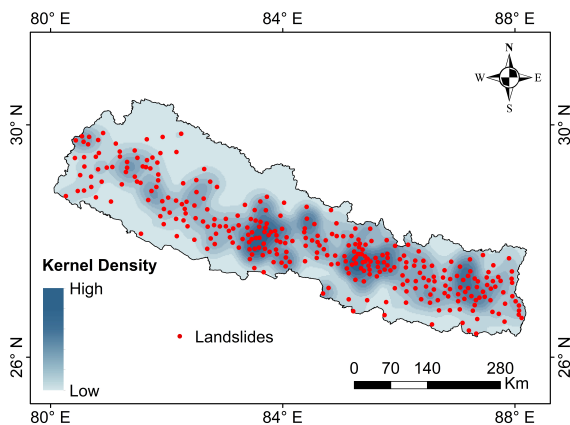 80° E 84° E 88° E
N
W E
S
30° N 30° N
Kernel Density
High
Landslides
Low
26° N 26° N
0 70 140 280
Km
80° E 84° E 88° E